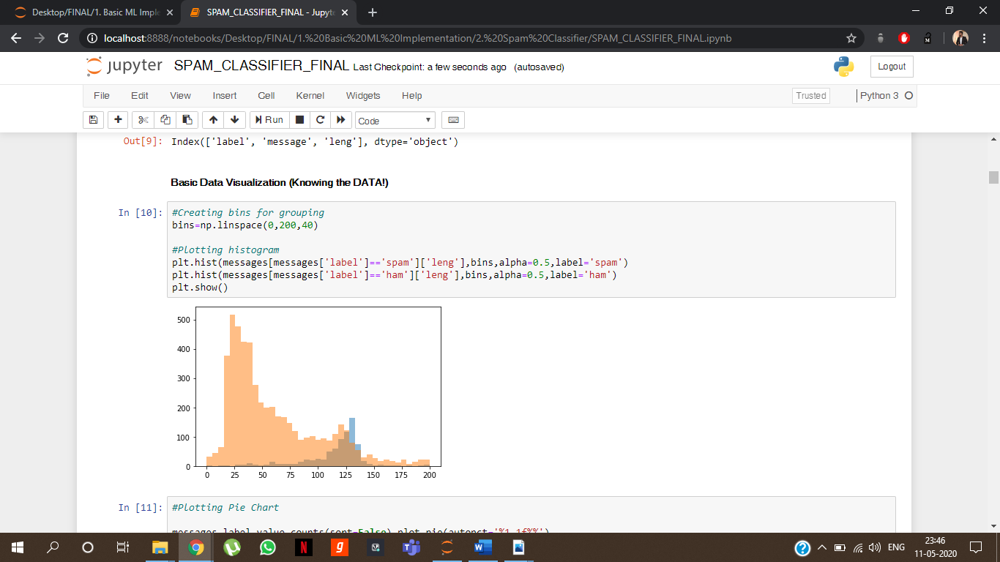 Desktop/FINAL/1. Basic ML Imple
SPAM_CLASSIFIER_FINAL - Jupyte
localhost:8888/notebooks/Desktop/FINAL/1.%20Basic%20ML%20Implementation/2.%20Spam%20Classifier/SPAM_CLASSIFIER_FINAL.ipynb
jupyter SPAM_CLASSIFIER_FINAL Last Checkpoint: a few seconds ago (autosaved)
Logout
File Edit View Insert Cell Kernel Widgets Help
Trusted
Python 3
Run
Code
Out[9]: Index(['label', 'message', 'leng'], dtype='object')
Basic Data Visualization (Knowing the DATA!)
In [10]: #Creating bins for grouping
bins=np.linspace(0,200,40)
#Plotting histogram
plt.hist(messages[messages['label']=='spam']['leng'],bins,alpha=0.5,label='spam')
plt.hist(messages[messages['label']=='ham']['leng'],bins,alpha=0.5,label='ham')
plt.show()
500
400
300
200
100
0
0 25 50 75 100 125 150 175 200
In [11]: #Plotting Pie Chart
messages.label.value_counts(sort=False).plot.pie(autopct='%1.1f%%')
ENG
23:46
11-05-2020